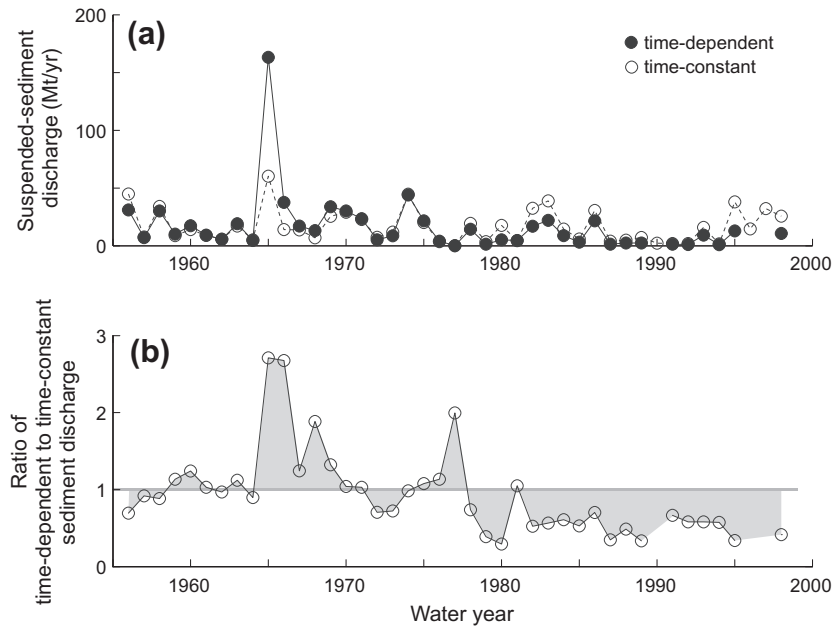 (a)
Suspended-sediment
discharge (Mt/yr)
200
100
0
time-dependent
time-constant
1960
1970
1980
1990
2000
(b)
Ratio of
time-dependent to time-constant
sediment discharge
3
2
1
0
1960
1970
1980
1990
2000
Water year